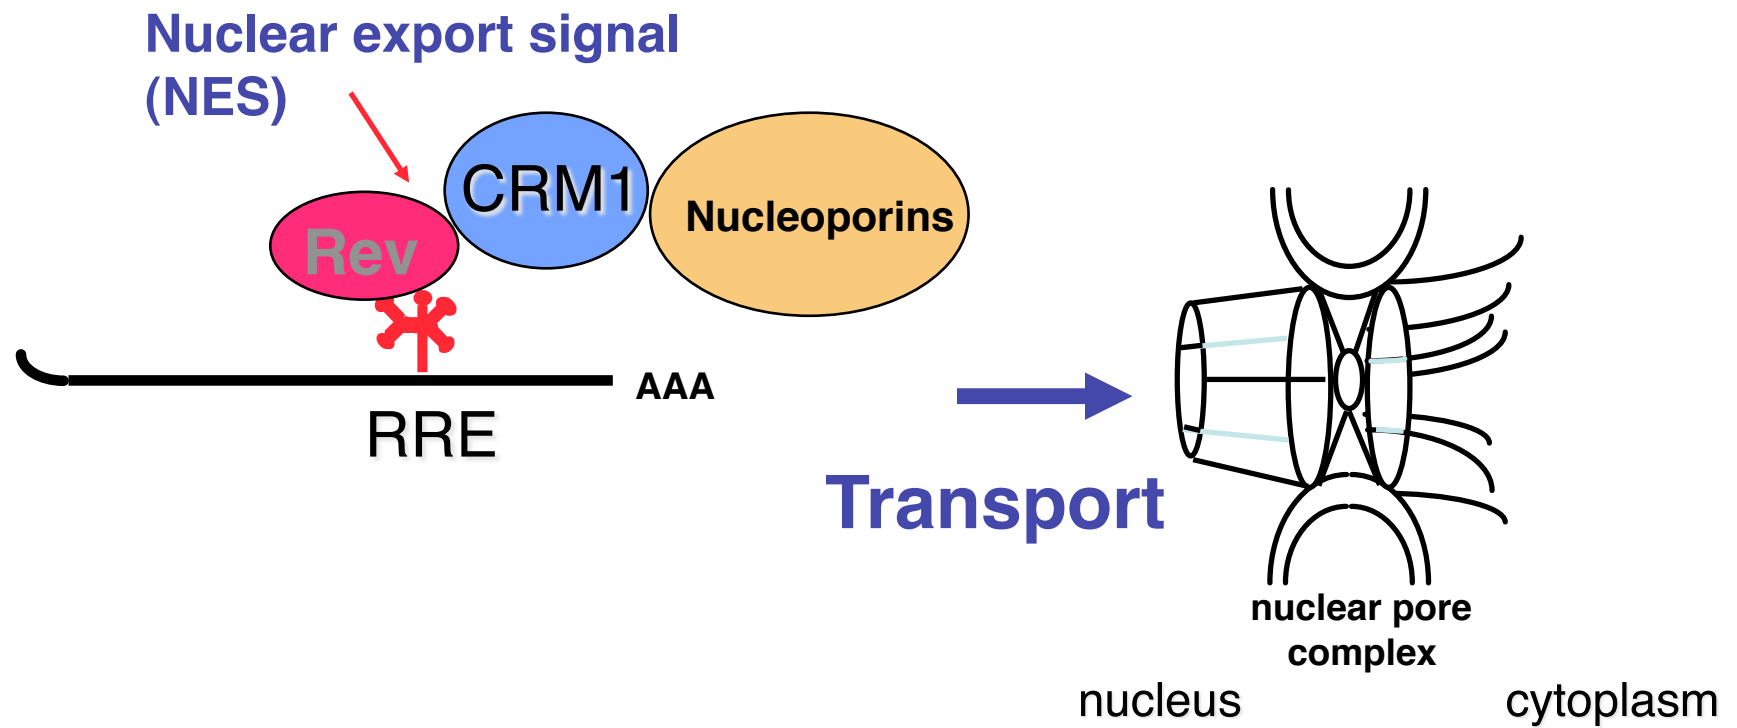 Nuclear export signal
(NES)
CRM1
Nucleoporins
Rev
AAA
RRE
Transport
nuclear pore
complex
nucleus
cytoplasm